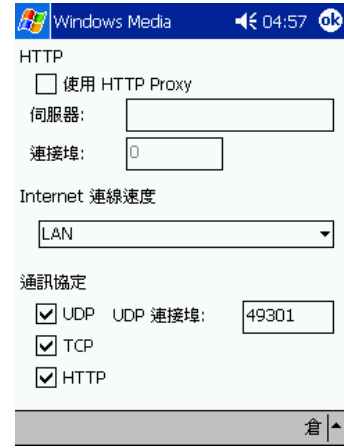 Windows Media 04:57 ok
HTTP
使用 HTTP Proxy
伺服器:
連接埠: 0
Internet 連線速度
LAN
通訊協定
UDP UDP 連接埠: 49301
TCP
HTTP
倉